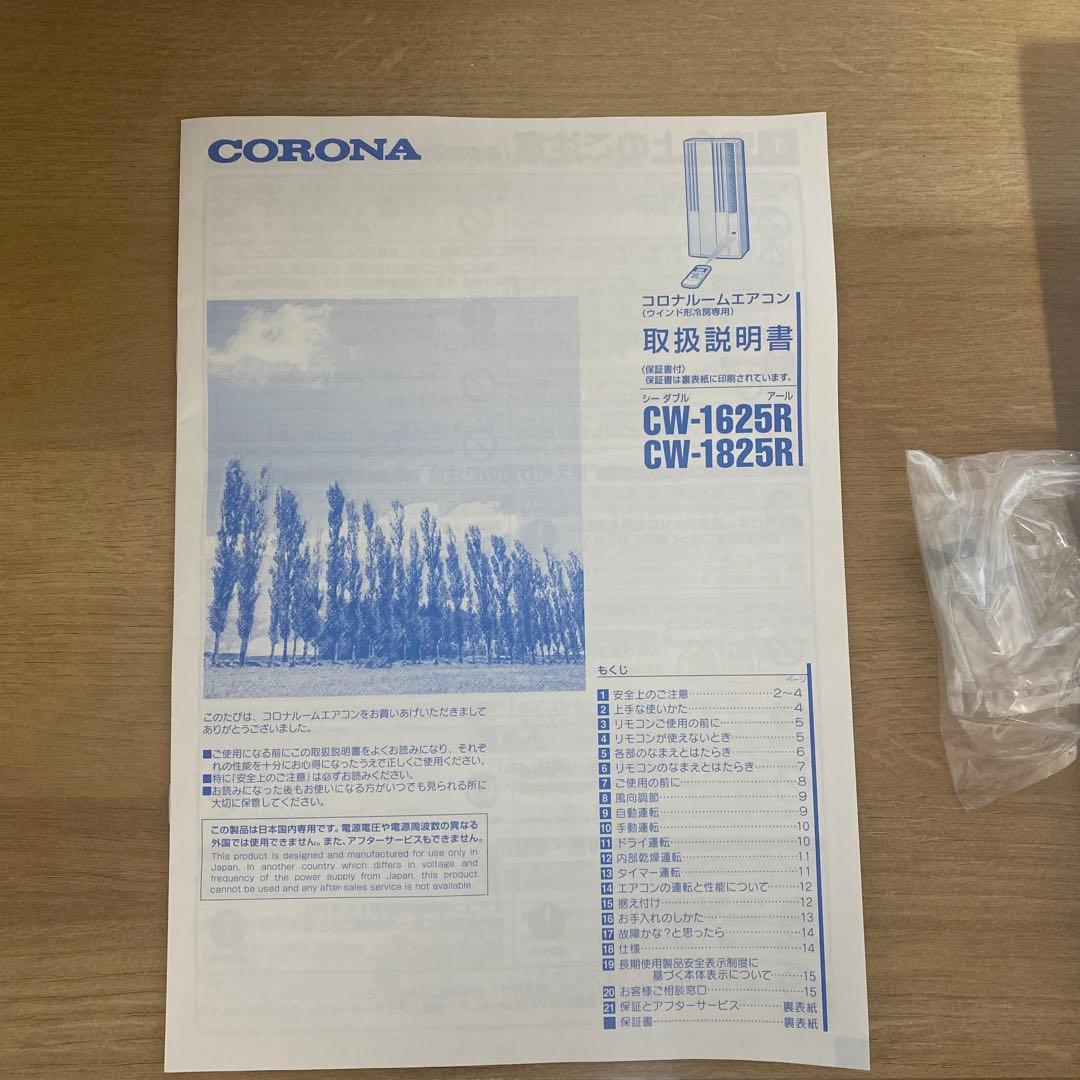 CORONA
コロナルームエアコン
(ウインド形冷房専用)
取扱説明書
〈保証書付〉
保証書は裏表紙に印刷されています。
シー ダブル アール
CW-1625R
CW-1825R
もくじ
ページ
1 安全上のご注意……………………2〜4
2 上手な使いかた……………………4
3 リモコンご使用の前に……………5
4 リモコンが使えないとき…………5
5 各部のなまえとはたらき…………6
6 リモコンのなまえとはたらき……7
7 ご使用の前に………………………8
8 風向調節……………………………9
9 自動運転……………………………9
10 手動運転……………………………10
11 ドライ運転…………………………10
12 内部乾燥運転………………………11
13 タイマー運転………………………11
14 エアコンの運転と性能について……12
15 据え付け……………………………12
16 お手入れのしかた…………………13
17 故障かな?と思ったら……………14
18 仕様…………………………………14
19 長期使用製品安全表示制度に
基づく本体表示について………15
20 お客様ご相談窓口…………………15
21 保証とアフターサービス…………裏表紙
保証書………………………………裏表紙
このたびは、コロナルームエアコンをお買いあげいただきまして
ありがとうございました。
■ご使用になる前にこの取扱説明書をよくお読みになり、それぞ
れの性能を十分にお心得になったうえで正しくご使用ください。
■特に「安全上のご注意」は必ずお読みください。
■お読みになった後もお使いになる方がいつでも見られる所に
大切に保管してください。
この製品は日本国内専用です。電源電圧や電源周波数の異なる
外国では使用できません。また、アフターサービスもできません。
This product is designed and manufactured for use only in
Japan. In another country which differs in voltage and
frequency of the power supply from Japan, this product
cannot be used and any after-sales service is not available.